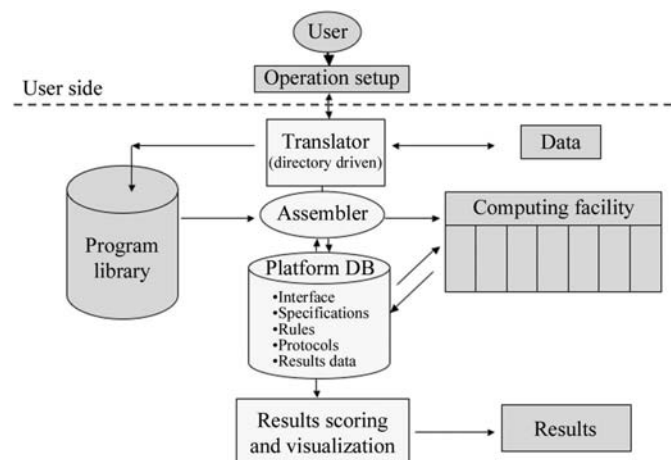 User
Operation setup
User side
Translator
(directory driven)
Data
Assembler
Computing facility
Program
library
Platform DB
•Interface
•Specifications
•Rules
•Protocols
•Results data
Results scoring
and visualization
Results